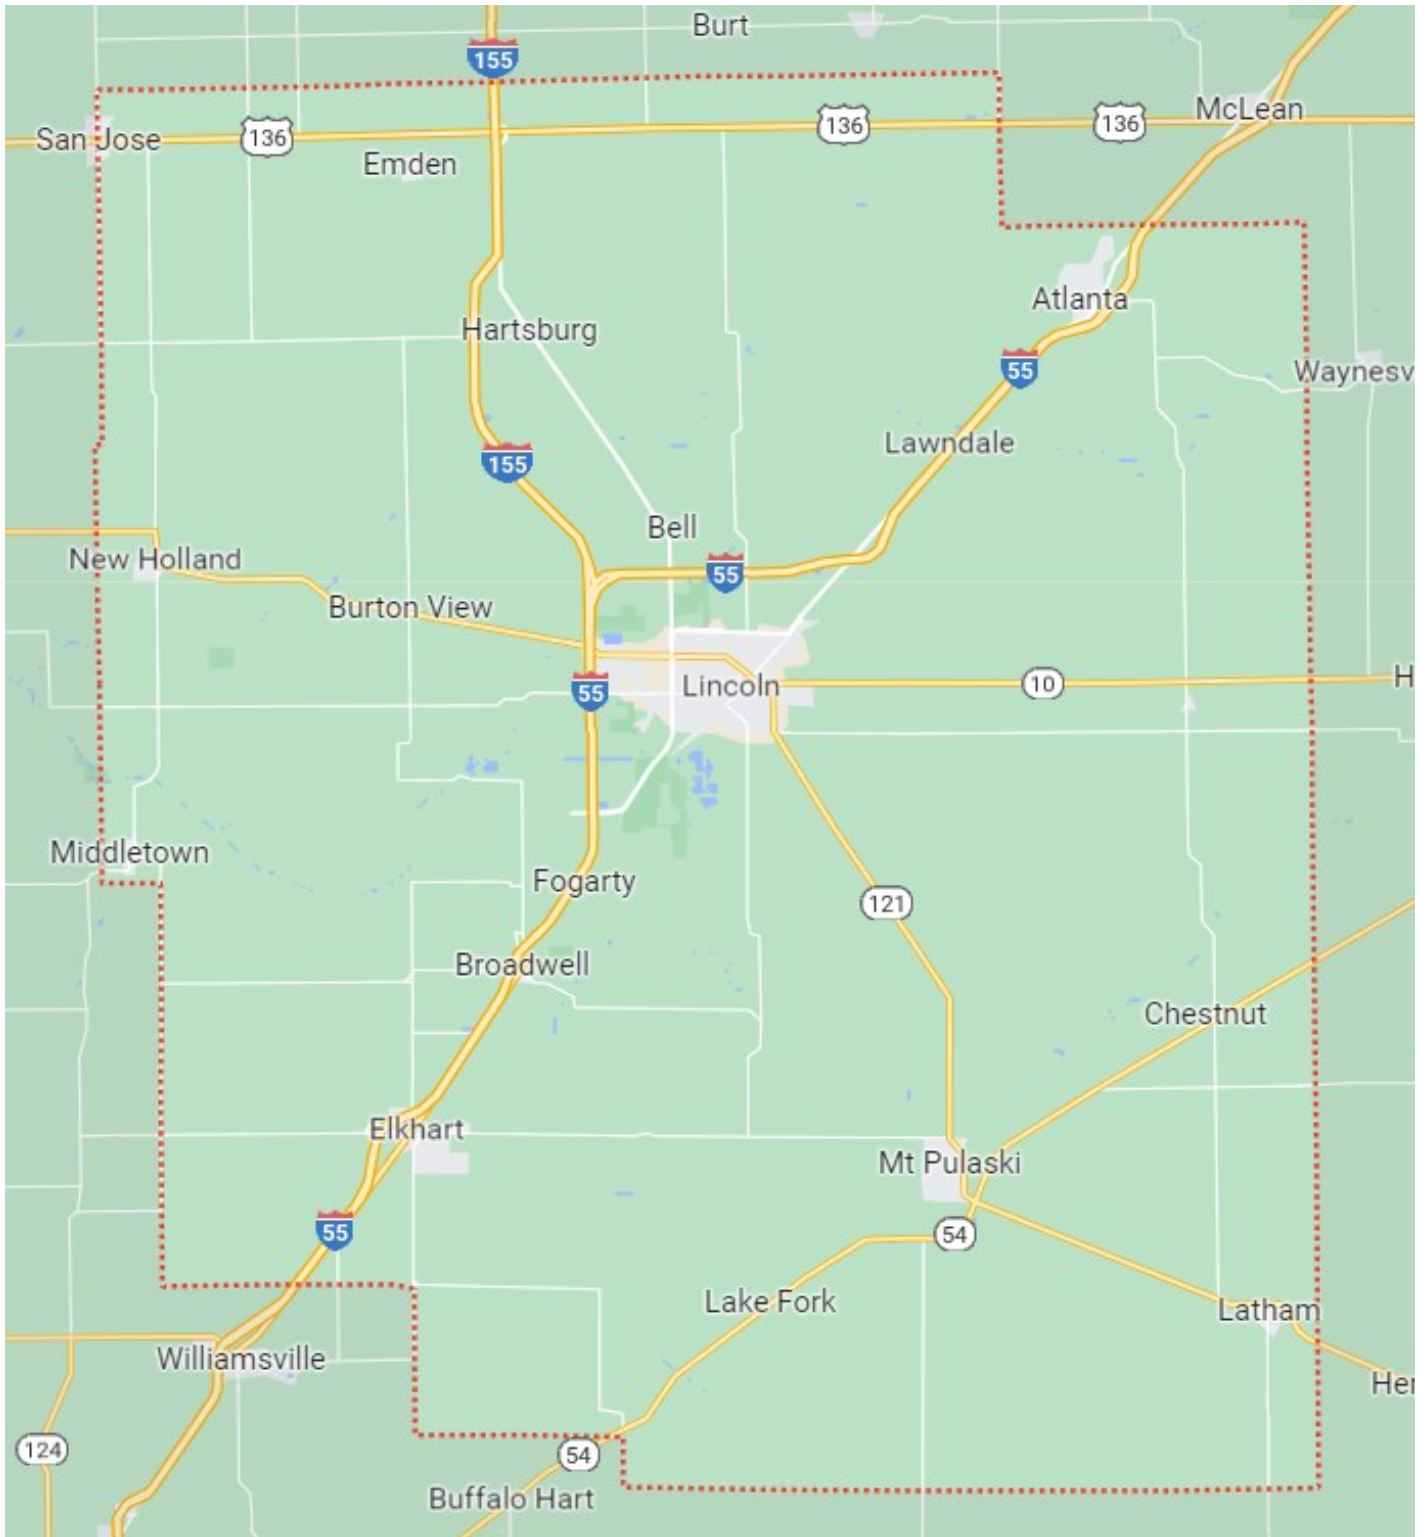 Burt
155
McLean
136
136
136
San Jose
Emden
Atlanta
Hartsburg
55
Waynesv
Lawndale
155
Bell
New Holland
55
Burton View
Lincoln
10
H
55
Middletown
Fogarty
121
Broadwell
Chestnut
Elkhart
Mt Pulaski
55
54
Lake Fork
Latham
Williamsville
Her
124
54
Buffalo Hart